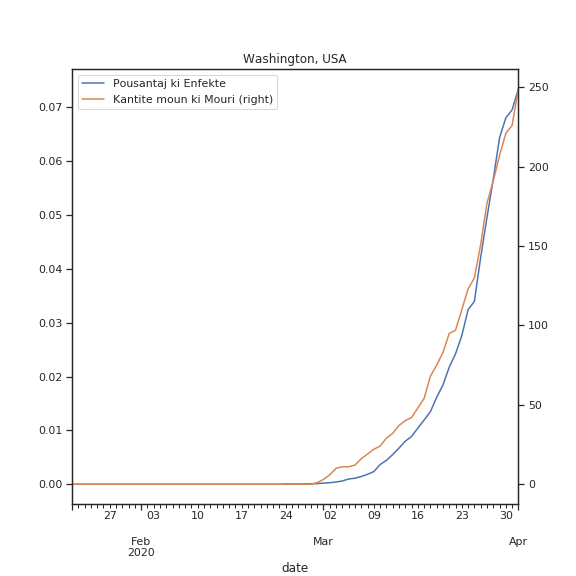 Washington, USA
Pousantaj ki Enfekte
Kantite moun ki Mouri (right)
0.07
0.06
0.05
0.04
0.03
0.02
0.01
0.00
250
200
150
100
50
0
27 03 10 17 24 02 09 16 23 30
Feb Mar Apr
2020
date